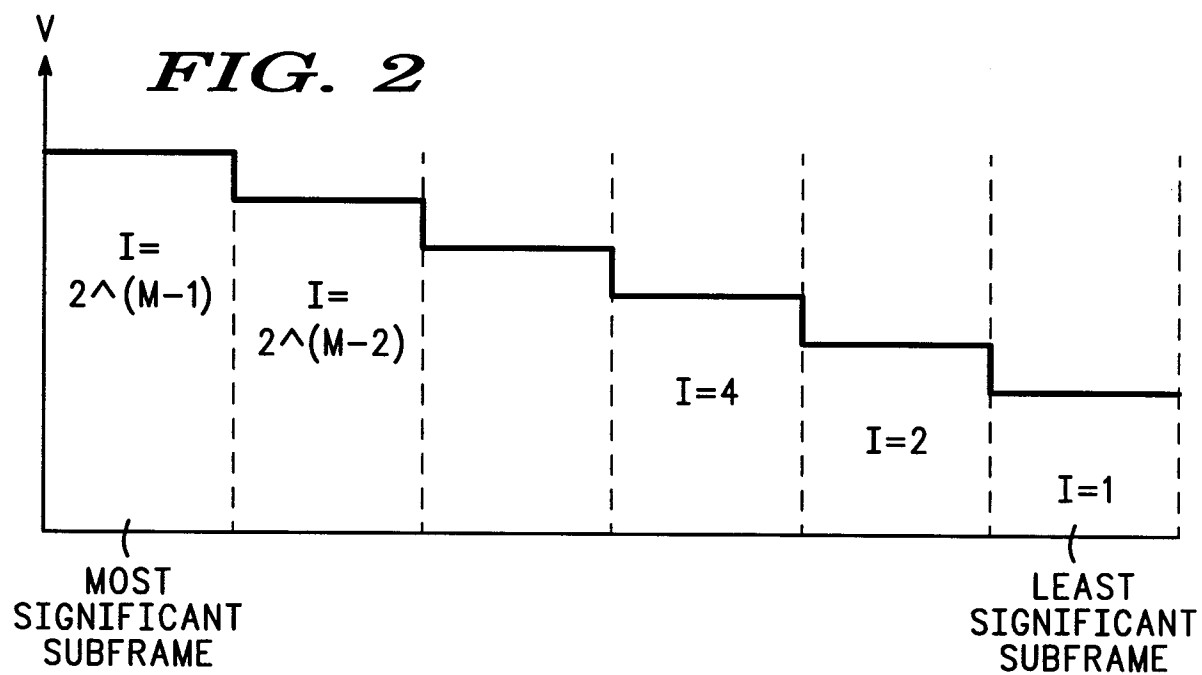 V
FIG. 2
I=
2^(M-1)
I=
2^(M-2)
I=4
I=2
I=1
MOST
SIGNIFICANT
SUBFRAME
LEAST
SIGNIFICANT
SUBFRAME